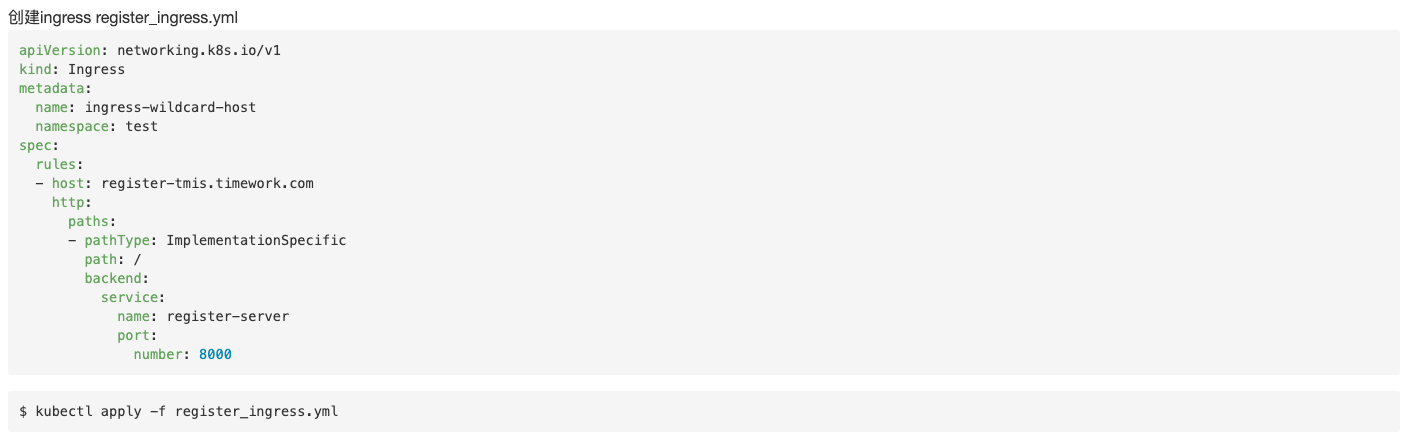 创建ingress register_ingress.yml
apiVersion: networking.k8s.io/v1
kind: Ingress
metadata:
  name: ingress-wildcard-host
  namespace: test
spec:
  rules:
  - host: register-tmis.timework.com
    http:
      paths:
      - pathType: ImplementationSpecific
        path: /
        backend:
          service:
            name: register-server
            port:
              number: 8000
$ kubectl apply -f register_ingress.yml